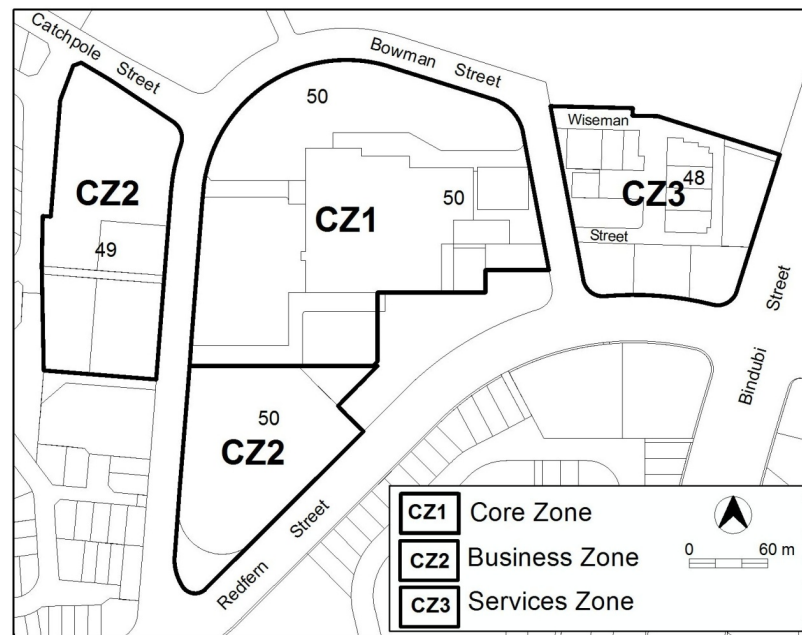 Catchpole Street
Bowman Street
50
Wiseman
CZ2
CZ1
50
CZ3
48
49
Street
Bindubi Street
50
CZ2
Redfern Street
CZ1 Core Zone
CZ2 Business Zone
CZ3 Services Zone
0 60 m